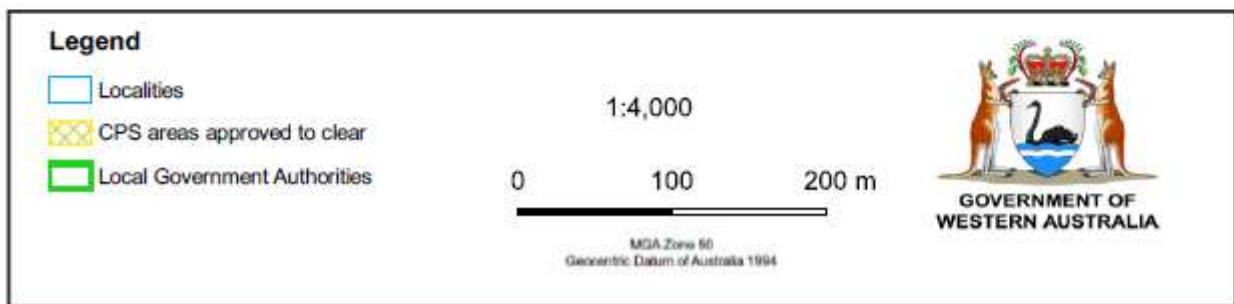 Legend
Localities
CPS areas approved to clear
Local Government Authorities
1:4,000
0 100 200 m
MGA Zone 50
Geocentric Datum of Australia 1994
GOVERNMENT OF
WESTERN AUSTRALIA